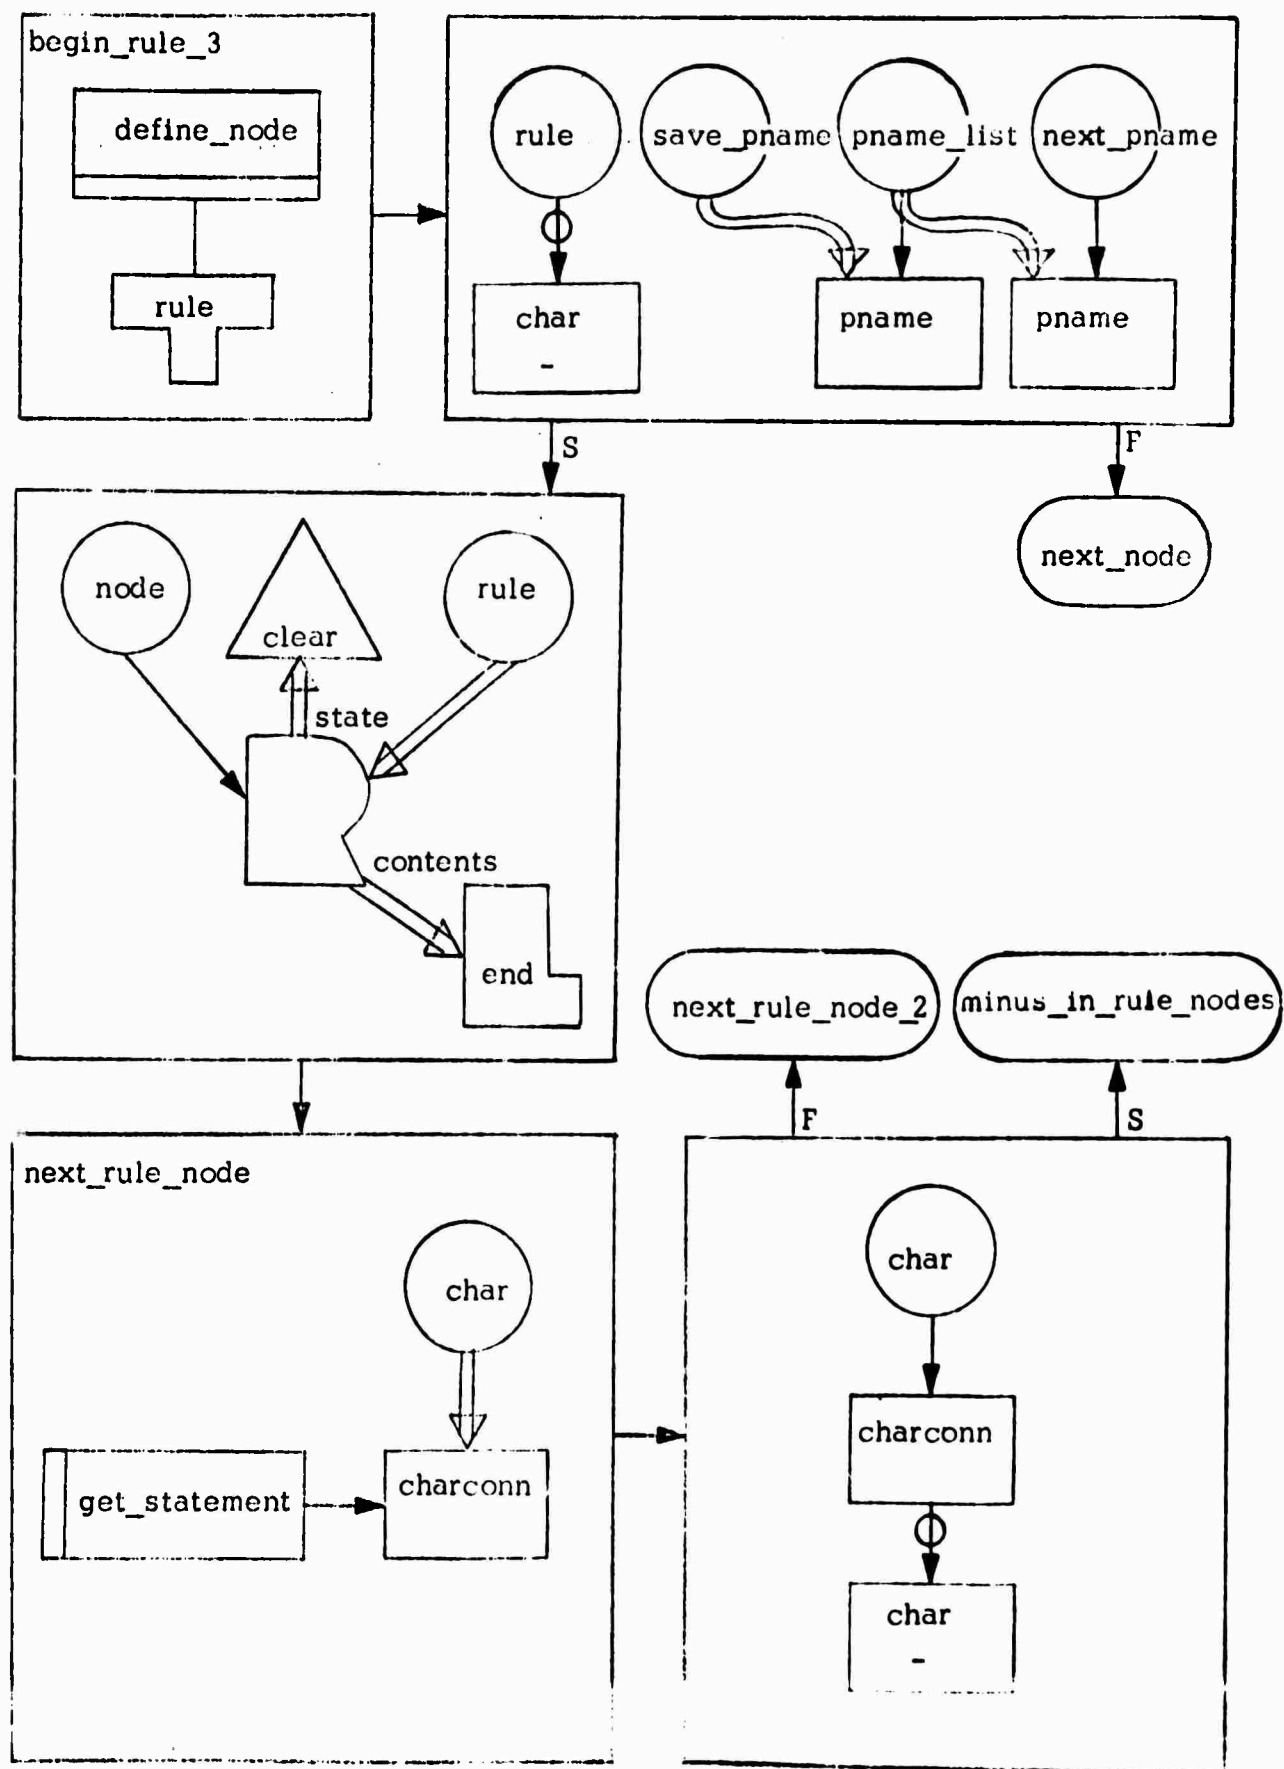 begin_rule_3
define_node
rule
rule
save_pname
pname_list
next_pname
char
-
pname
pname
S
F
next_node
node
clear
rule
state
contents
end
next_rule_node_2
minus_in_rule_nodes
F
S
next_rule_node
char
get_statement
charconn
char
charconn
char
-